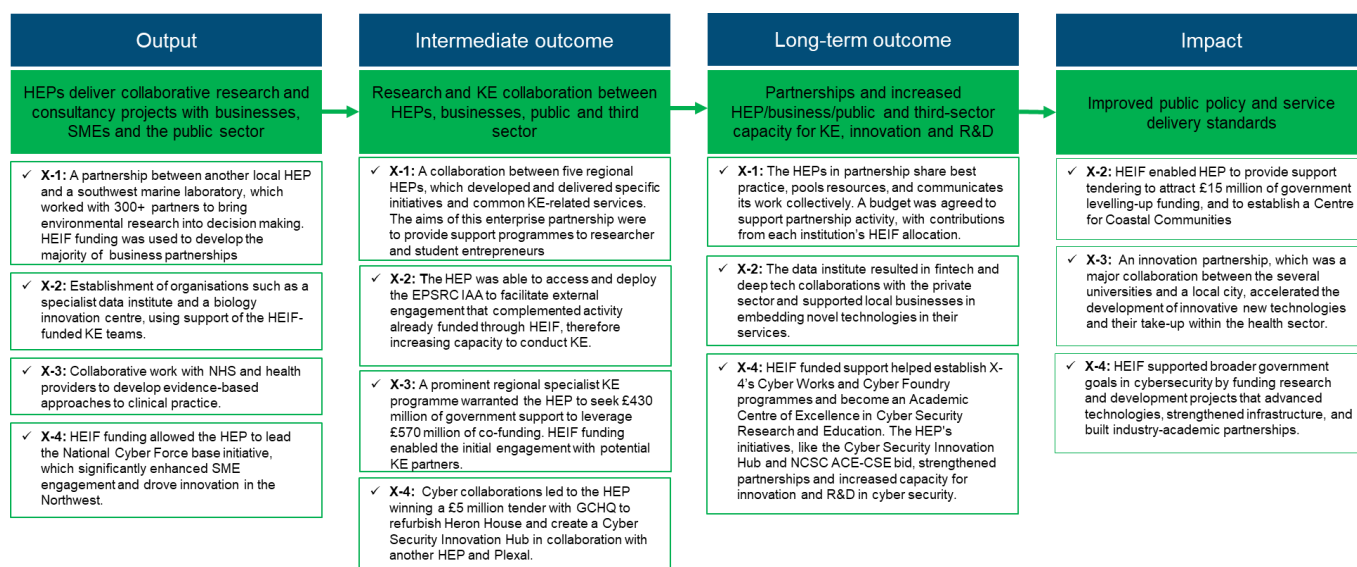 Output
HEPs deliver collaborative research and
consultancy projects with businesses,
SMEs and the public sector
✓ X-1: A partnership between another local HEP
and a southwest marine laboratory, which
worked with 300+ partners to bring
environmental research into decision making.
HEIF funding was used to develop the
majority of business partnerships
✓ X-2: Establishment of organisations such as a
specialist data institute and a biology
innovation centre, using support of the HEIF-
funded KE teams.
✓ X-3: Collaborative work with NHS and health
providers to develop evidence-based
approaches to clinical practice.
✓ X-4: HEIF funding allowed the HEP to lead
the National Cyber Force base initiative,
which significantly enhanced SME
engagement and drove innovation in the
Northwest.
Intermediate outcome
Research and KE collaboration between
HEPs, businesses, public and third
sector
✓ X-1: A collaboration between five regional
HEPs, which developed and delivered specific
initiatives and common KE-related services.
The aims of this enterprise partnership were
to provide support programmes to researcher
and student entrepreneurs
✓ X-2: The HEP was able to access and deploy
the EPSRC IAA to facilitate external
engagement that complemented activity
already funded through HEIF, therefore
increasing capacity to conduct KE.
✓ X-3: A prominent regional specialist KE
programme warranted the HEP to seek £430
million of government support to leverage
£570 million of co-funding. HEIF funding
enabled the initial engagement with potential
KE partners.
✓ X-4: Cyber collaborations led to the HEP
winning a £5 million tender with GCHQ to
refurbish Heron House and create a Cyber
Security Innovation Hub in collaboration with
another HEP and Plexal.
Long-term outcome
Partnerships and increased
HEP/business/public and third-sector
capacity for KE, innovation and R&D
✓ X-1: The HEPs in partnership share best
practice, pools resources, and communicates
its work collectively. A budget was agreed to
support partnership activity, with contributions
from each institution's HEIF allocation.
✓ X-2: The data institute resulted in fintech and
deep tech collaborations with the private
sector and supported local businesses in
embedding novel technologies in their
services.
✓ X-4: HEIF funded support helped establish X-
4's Cyber Works and Cyber Foundry
programmes and become an Academic
Centre of Excellence in Cyber Security
Research and Education. The HEP's
initiatives, like the Cyber Security Innovation
Hub and NCSC ACE-CSE bid, strengthened
partnerships and increased capacity for
innovation and R&D in cyber security.
Impact
Improved public policy and service
delivery standards
✓ X-2: HEIF enabled HEP to provide support
tendering to attract £15 million of government
levelling-up funding, and to establish a Centre
for Coastal Communities
✓ X-3: An innovation partnership, which was a
major collaboration between the several
universities and a local city, accelerated the
development of innovative new technologies
and their take-up within the health sector.
✓ X-4: HEIF supported broader government
goals in cybersecurity by funding research
and development projects that advanced
technologies, strengthened infrastructure, and
built industry-academic partnerships.